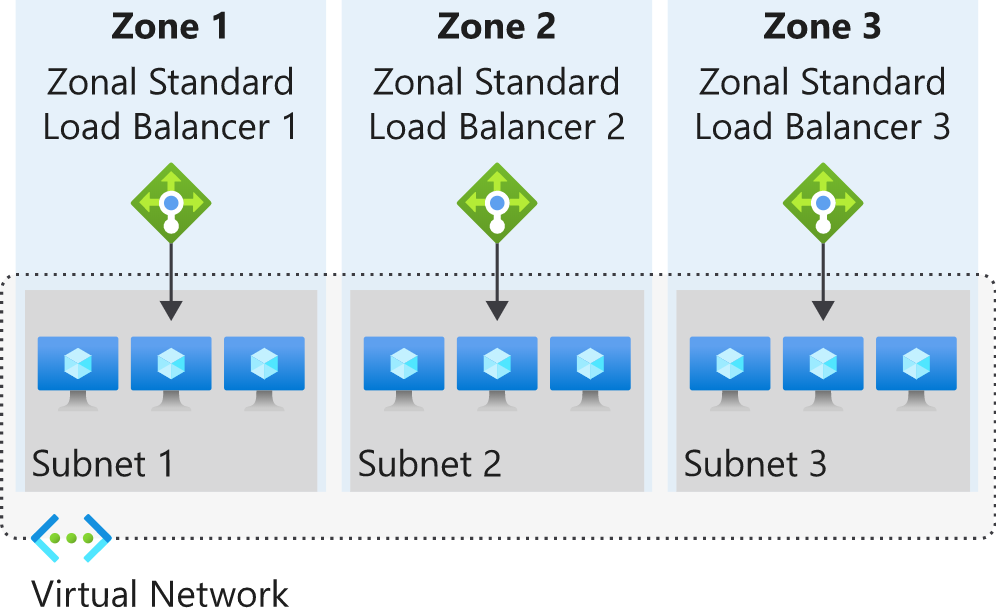 Zone 1
Zonal Standard
Load Balancer 1
Zone 2
Zonal Standard
Load Balancer 2
Zone 3
Zonal Standard
Load Balancer 3
Subnet 1
Subnet 2
Subnet 3
Virtual Network